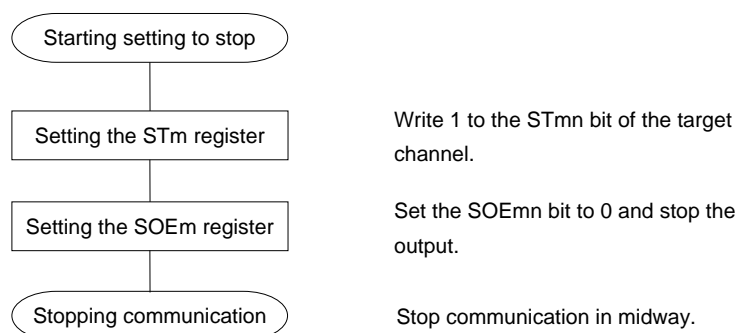 Starting setting to stop
Setting the STm register
Write 1 to the STmn bit of the target
channel.
Setting the SOEm register
Set the SOEmn bit to 0 and stop the
output.
Stopping communication
Stop communication in midway.